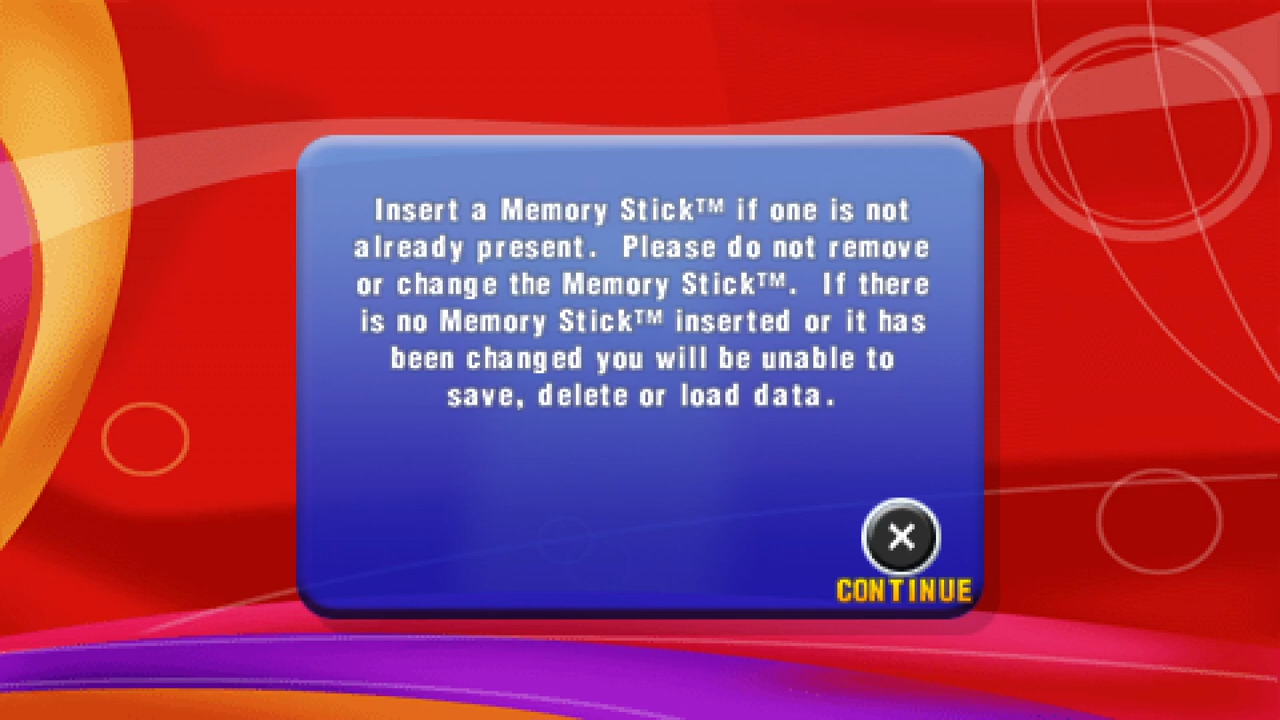 Insert a Memory Stick™ if one is not
already present.  Please do not remove
or change the Memory Stick™.  If there
is no Memory Stick™ inserted or it has
been changed you will be unable to
save, delete or load data.
CONTINUE